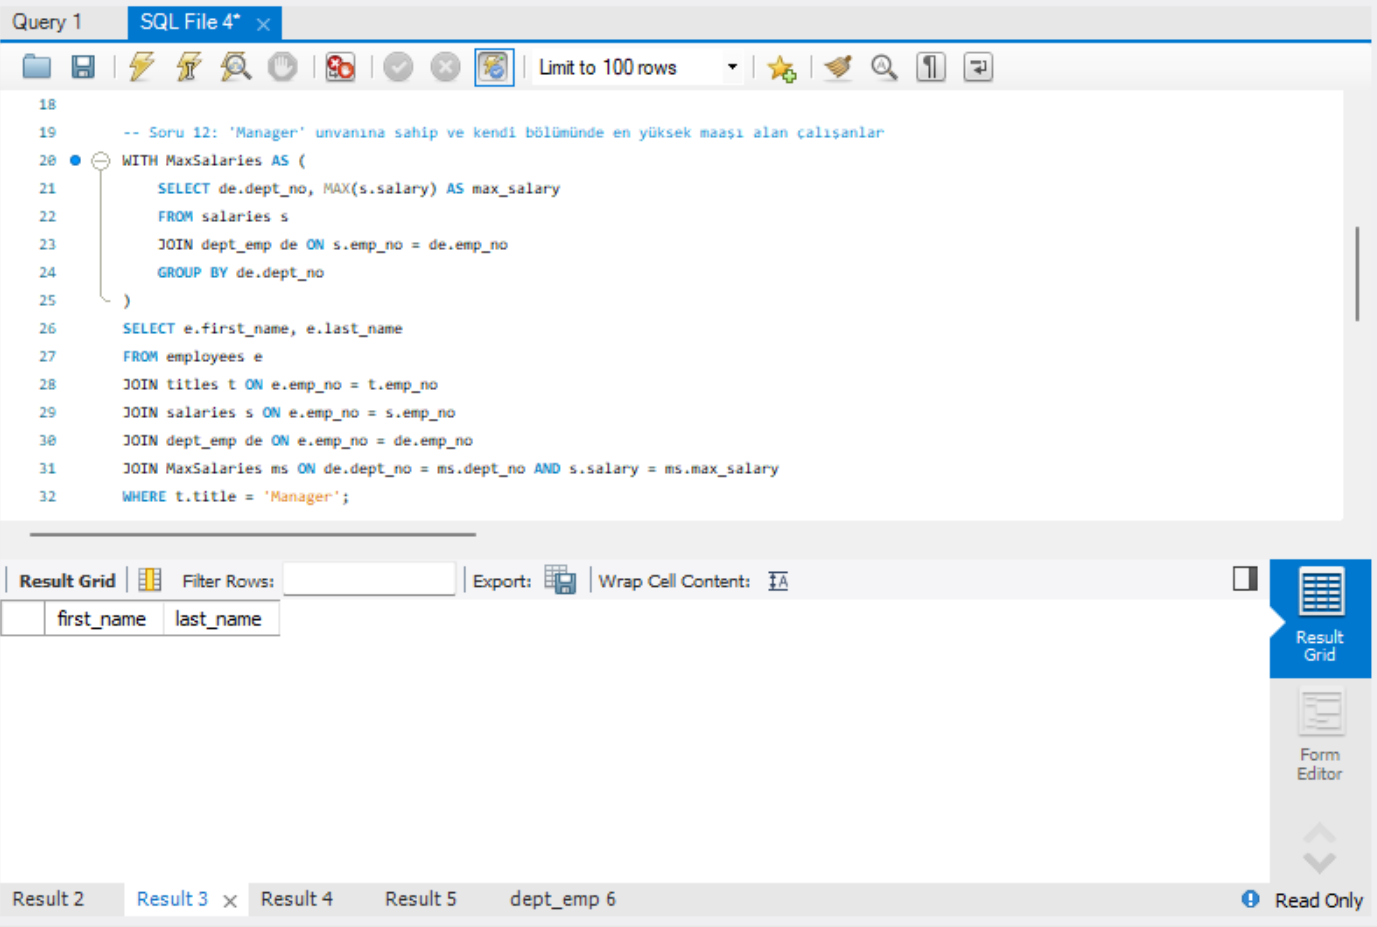 Query 1 SQL File 4*
Limit to 100 rows
18
19 -- Soru 12: 'Manager' unvanına sahip ve kendi bölümünde en yüksek maaşı alan çalışanlar
20 WITH MaxSalaries AS (
21 SELECT de.dept_no, MAX(s.salary) AS max_salary
22 FROM salaries s
23 JOIN dept_emp de ON s.emp_no = de.emp_no
24 GROUP BY de.dept_no
25 )
26 SELECT e.first_name, e.last_name
27 FROM employees e
28 JOIN titles t ON e.emp_no = t.emp_no
29 JOIN salaries s ON e.emp_no = s.emp_no
30 JOIN dept_emp de ON e.emp_no = de.emp_no
31 JOIN MaxSalaries ms ON de.dept_no = ms.dept_no AND s.salary = ms.max_salary
32 WHERE t.title = 'Manager';
Result Grid Filter Rows: Export: Wrap Cell Content: IA
first_name last_name
Result
Grid
Form
Editor
Result 2 Result 3 Result 4 Result 5 dept_emp 6 Read Only